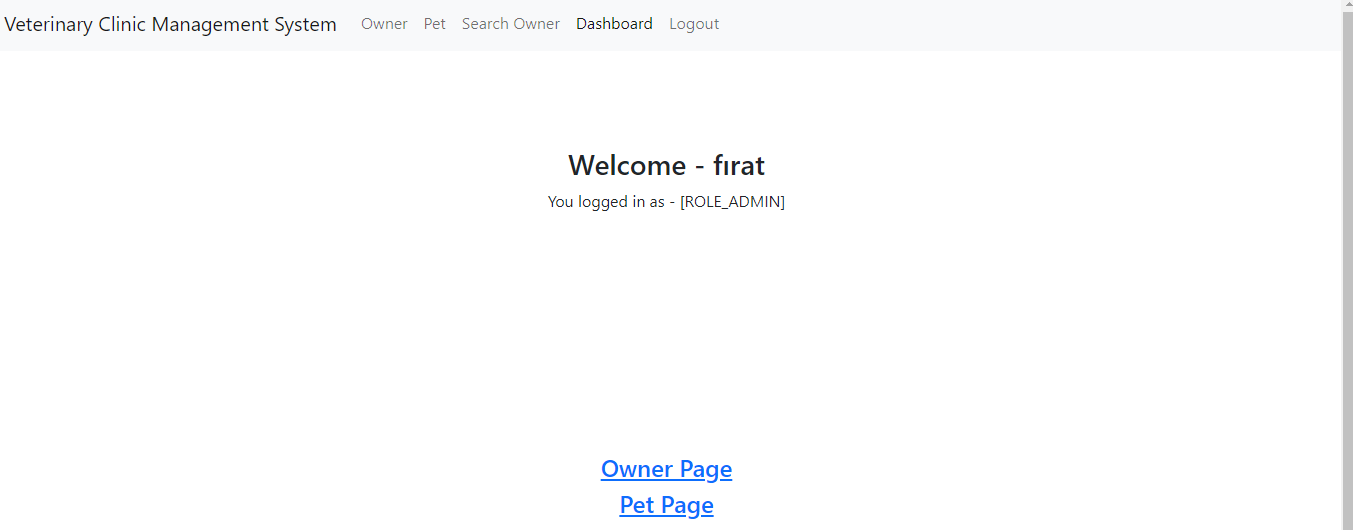 Veterinary Clinic Management System Owner Pet Search Owner Dashboard Logout
Welcome - fırat
You logged in as - [ROLE_ADMIN]
Owner Page
Pet Page